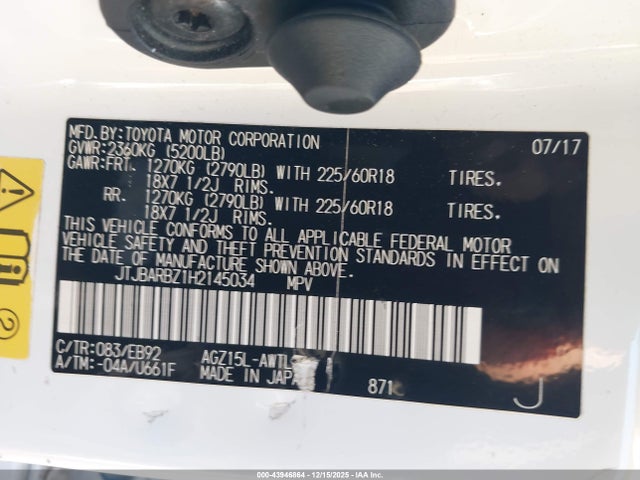 MFD.BY:TOYOTA MOTOR CORPORATION 07/17
GVWR:2360KG (5200LB)
GAWR:FRT. 1270KG (2790LB) WITH 225/60R18 TIRES.
18X7 1/2J RIMS.
RR. 1270KG (2790LB) WITH 225/60R18 TIRES.
18X7 1/2J RIMS.
THIS VEHICLE CONFORMS TO ALL APPLICABLE FEDERAL MOTOR
VEHICLE SAFETY AND THEFT PREVENTION STANDARDS IN EFFECT ON
THE DATE OF MANUFACTURE SHOWN ABOVE.
JTJBARBZ1H2145034 MPV
C/TR:083/EB92 AGZ15L-AWTL
A/TM:-04A/U661F MADE IN JAPAN 871
J
2
000-43946864 | 12/15/2025 | IAA Inc.